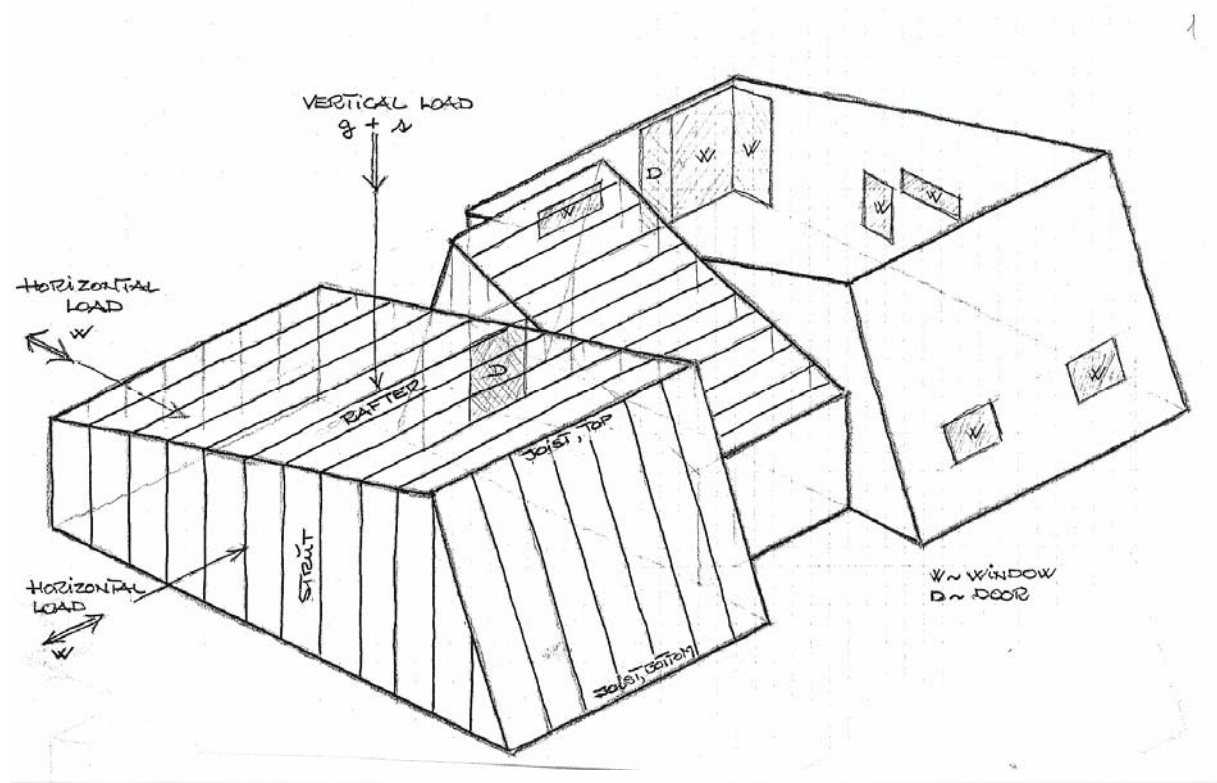 1
VERTICAL LOAD
g + s
HORIZONTAL
LOAD
W
HORIZONTAL
LOAD
W
RAFTER
STRUT
JOIST, TOP
JOIST, BOTTOM
D
W
D
W
W
W
W
W
W
W ~ WINDOW
D ~ DOOR